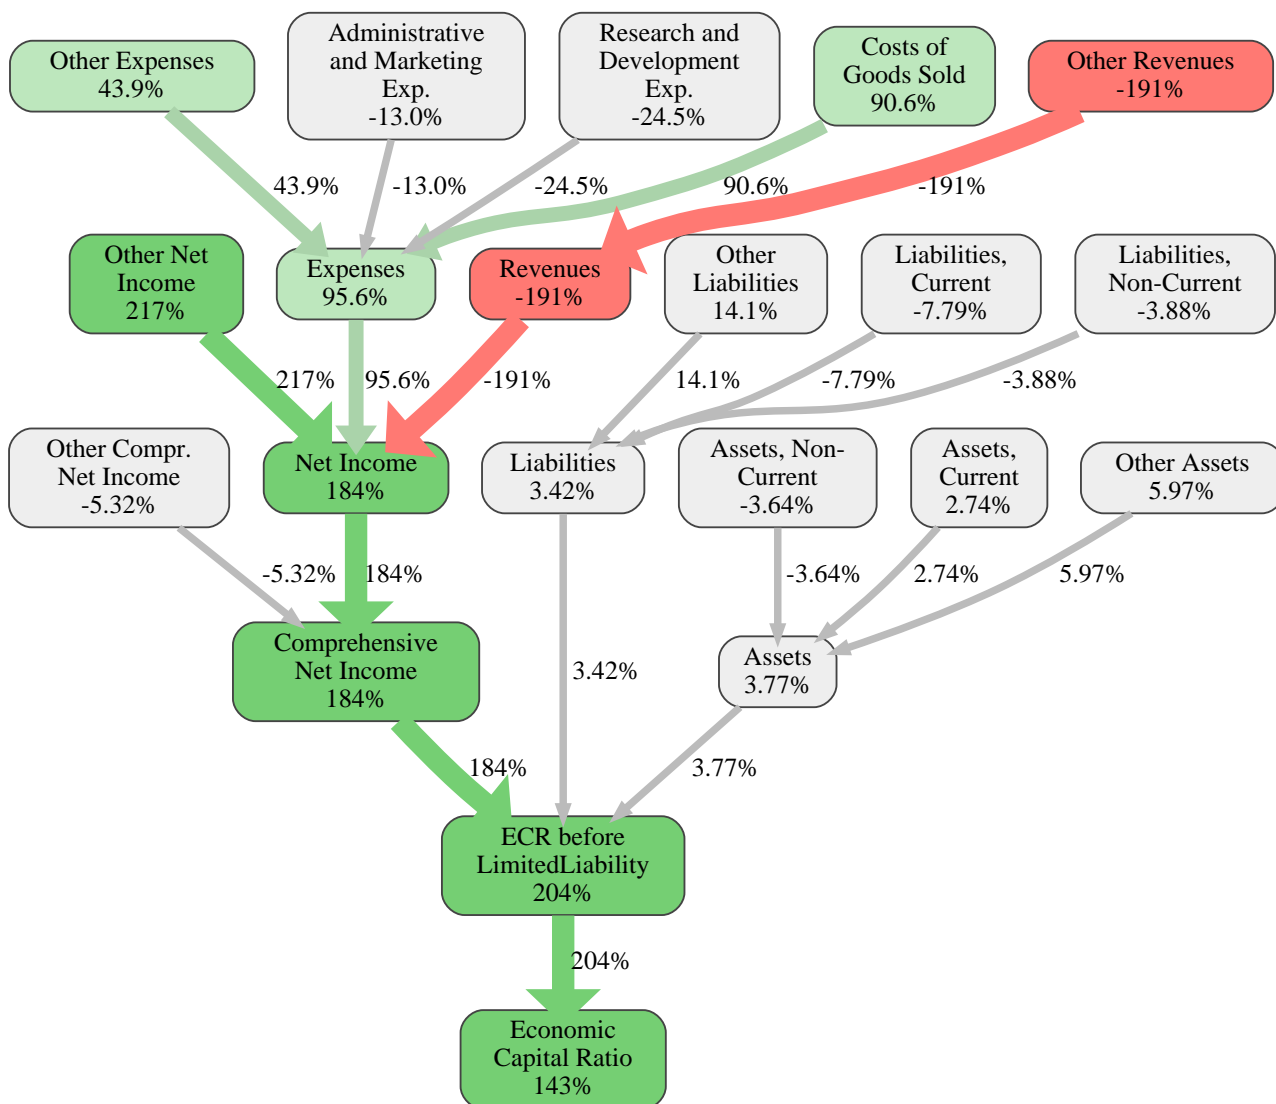 Other Expenses
43.9%
Administrative
and Marketing
Exp.
-13.0%
Research and
Development
Exp.
-24.5%
Costs of
Goods Sold
90.6%
Other Revenues
-191%
43.9%
-13.0%
-24.5%
90.6%
-191%
Other Net
Income
217%
Expenses
95.6%
Revenues
-191%
Other
Liabilities
14.1%
Liabilities,
Current
-7.79%
Liabilities,
Non-Current
-3.88%
217%
95.6%
-191%
14.1%
-7.79%
-3.88%
Other Compr.
Net Income
-5.32%
Net Income
184%
Liabilities
3.42%
Assets, Non-
Current
-3.64%
Assets,
Current
2.74%
Other Assets
5.97%
-5.32%
184%
-3.64%
2.74%
5.97%
Comprehensive
Net Income
184%
3.42%
Assets
3.77%
184%
3.77%
ECR before
LimitedLiability
204%
204%
Economic
Capital Ratio
143%